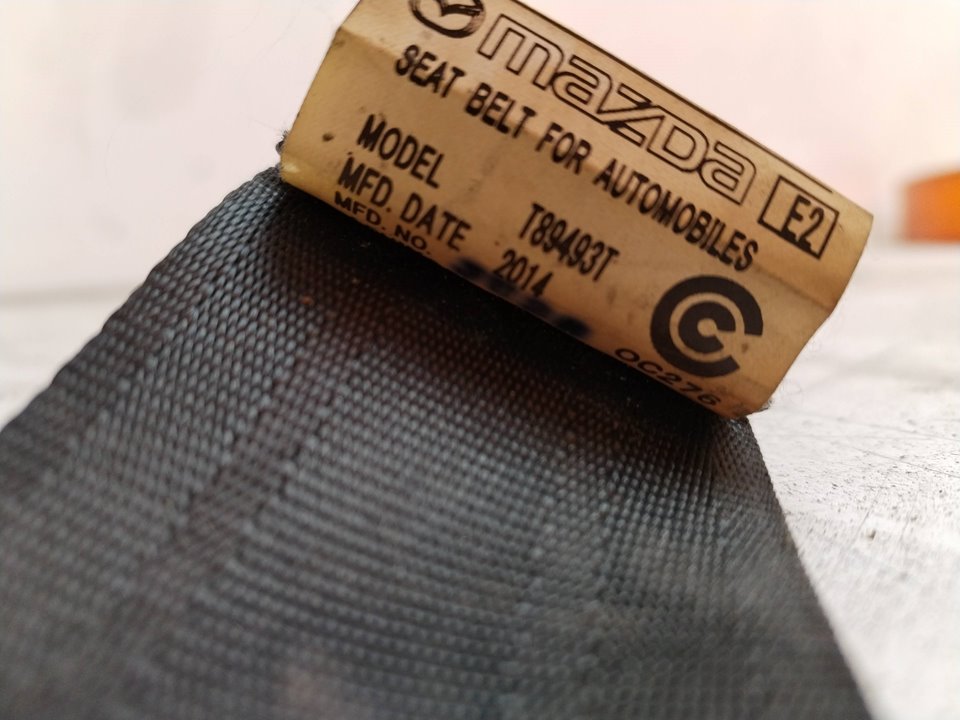 mazda
SEAT BELT FOR AUTOMOBILES E2
MODEL T89493T
MFD. DATE 2014
MFD. NO.
OC276